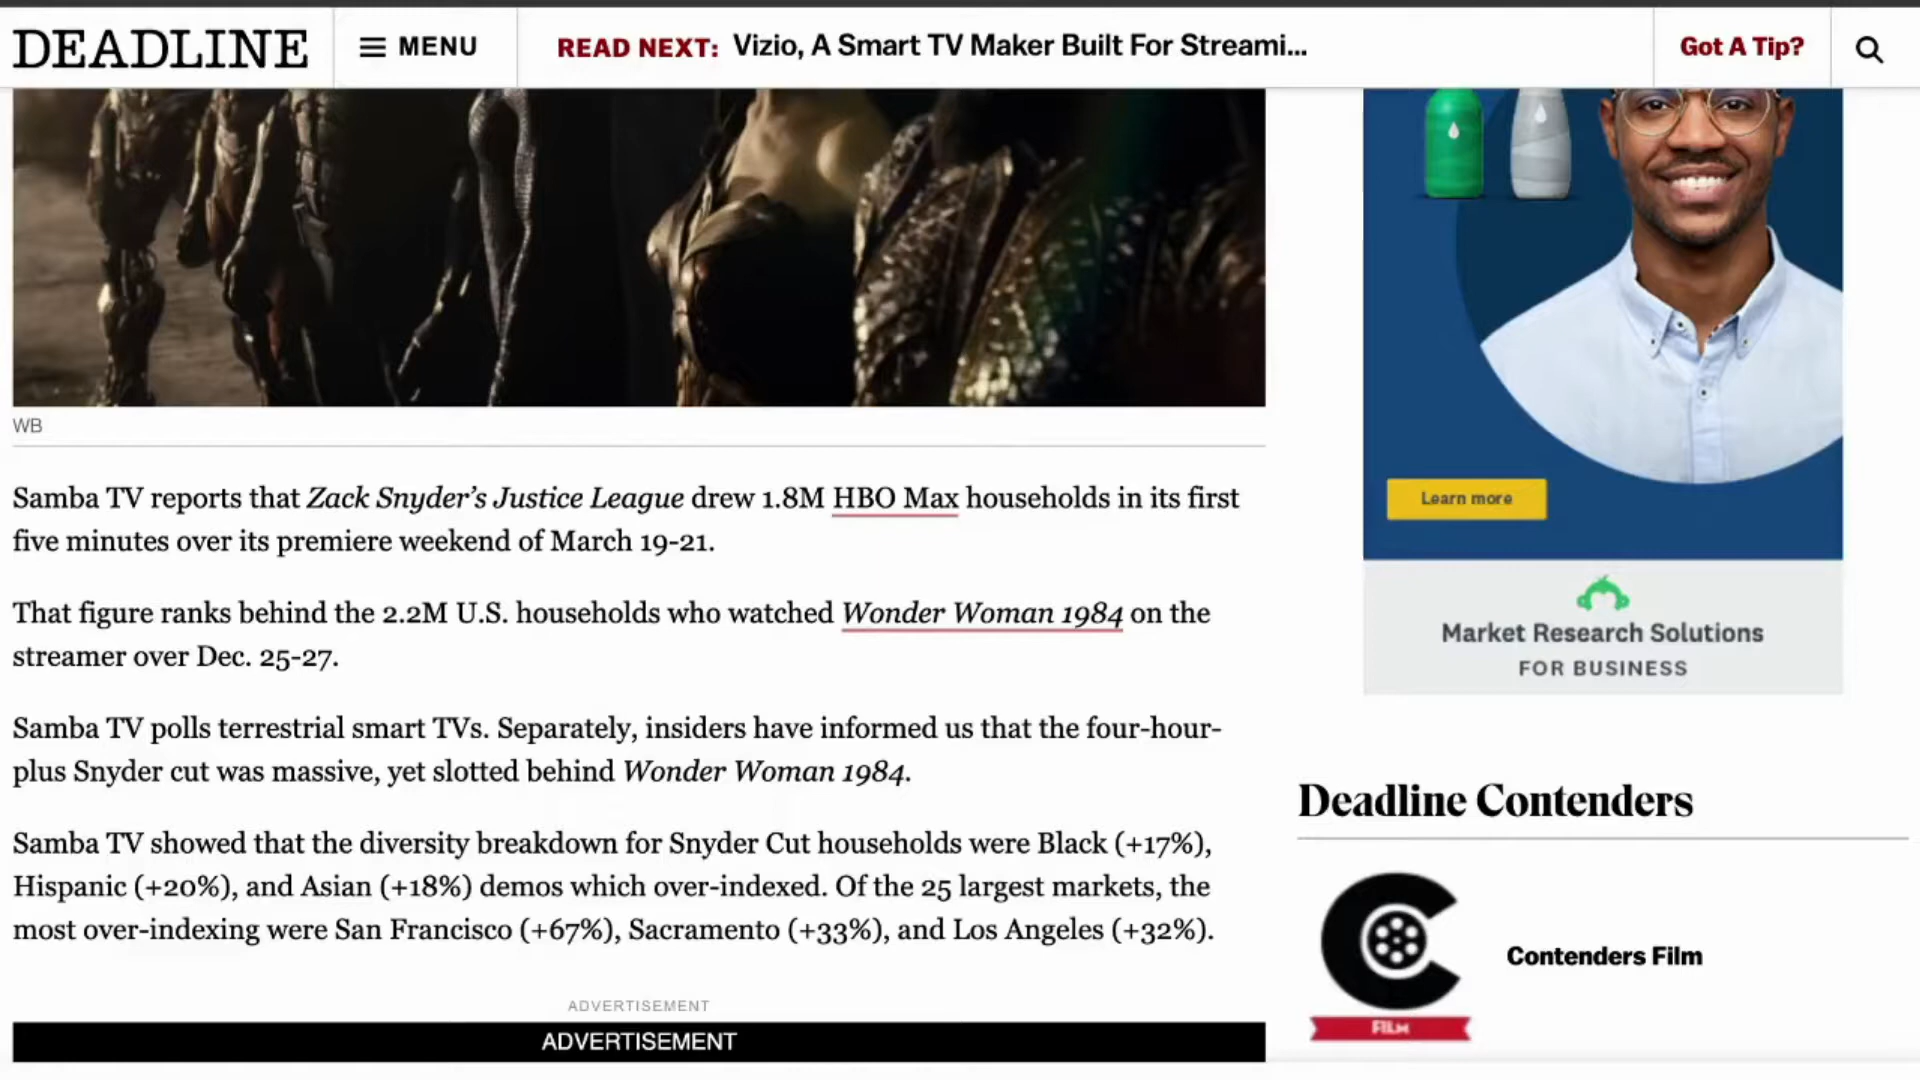 DEADLINE
MENU
READ NEXT: Vizio, A Smart TV Maker Built For Streami...
Got A Tip?
WB
Samba TV reports that Zack Snyder's Justice League drew 1.8M HBO Max households in its first
five minutes over its premiere weekend of March 19-21.
That figure ranks behind the 2.2M U.S. households who watched Wonder Woman 1984 on the
streamer over Dec. 25-27.
Samba TV polls terrestrial smart TVs. Separately, insiders have informed us that the four-hour-
plus Snyder cut was massive, yet slotted behind Wonder Woman 1984.
Samba TV showed that the diversity breakdown for Snyder Cut households were Black (+17%),
Hispanic (+20%), and Asian (+18%) demos which over-indexed. Of the 25 largest markets, the
most over-indexing were San Francisco (+67%), Sacramento (+33%), and Los Angeles (+32%).
ADVERTISEMENT
ADVERTISEMENT
Learn more
Market Research Solutions
FOR BUSINESS
Deadline Contenders
FILM
Contenders Film